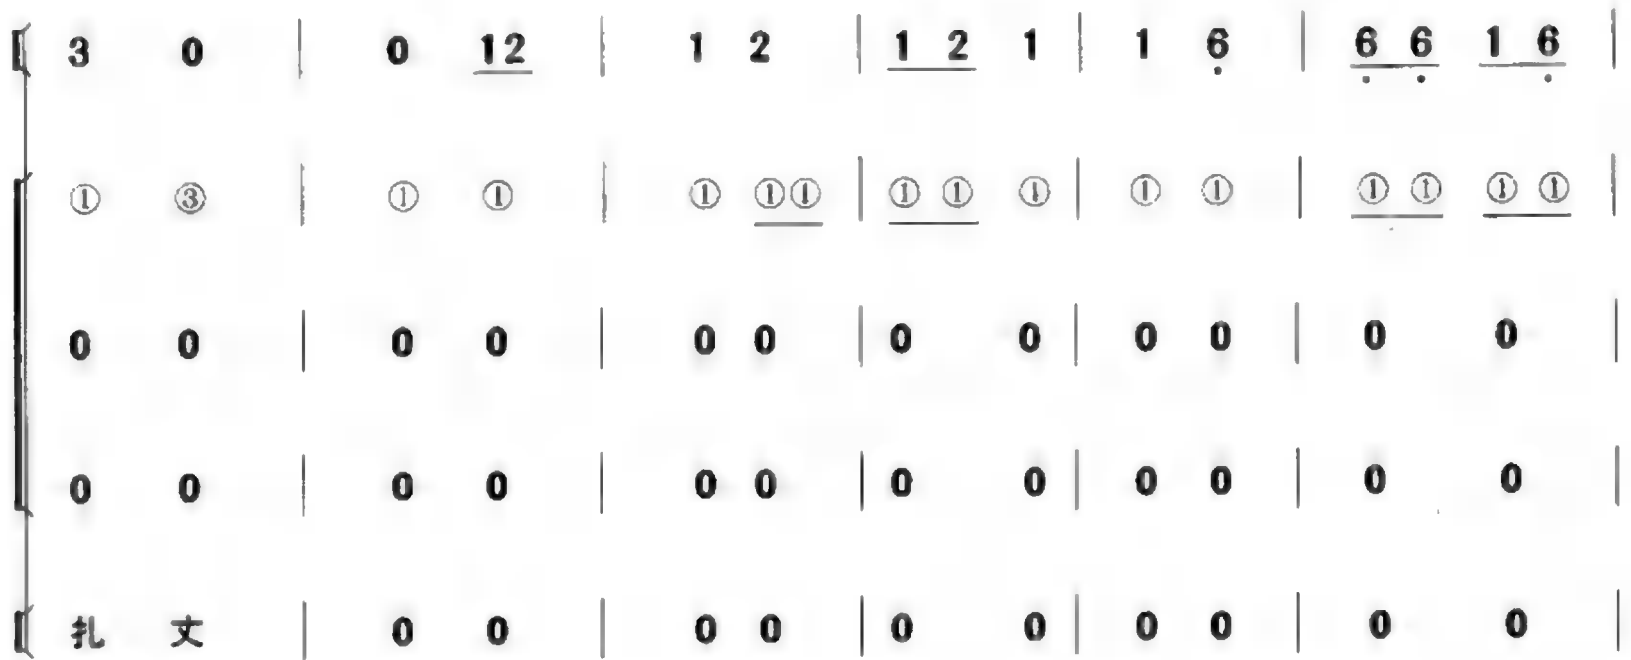 3 0 | 0 12 | 1 2 | 1 2 1 | 1 6̣ | 6̣ 6̣ 1 6̣ |
① ③ | ① ① | ① ①① | ① ① ① | ① ① | ① ① ① ① |
0 0 | 0 0 | 0 0 | 0 0 | 0 0 | 0 0 |
0 0 | 0 0 | 0 0 | 0 0 | 0 0 | 0 0 |
扎 丈 | 0 0 | 0 0 | 0 0 | 0 0 | 0 0 |